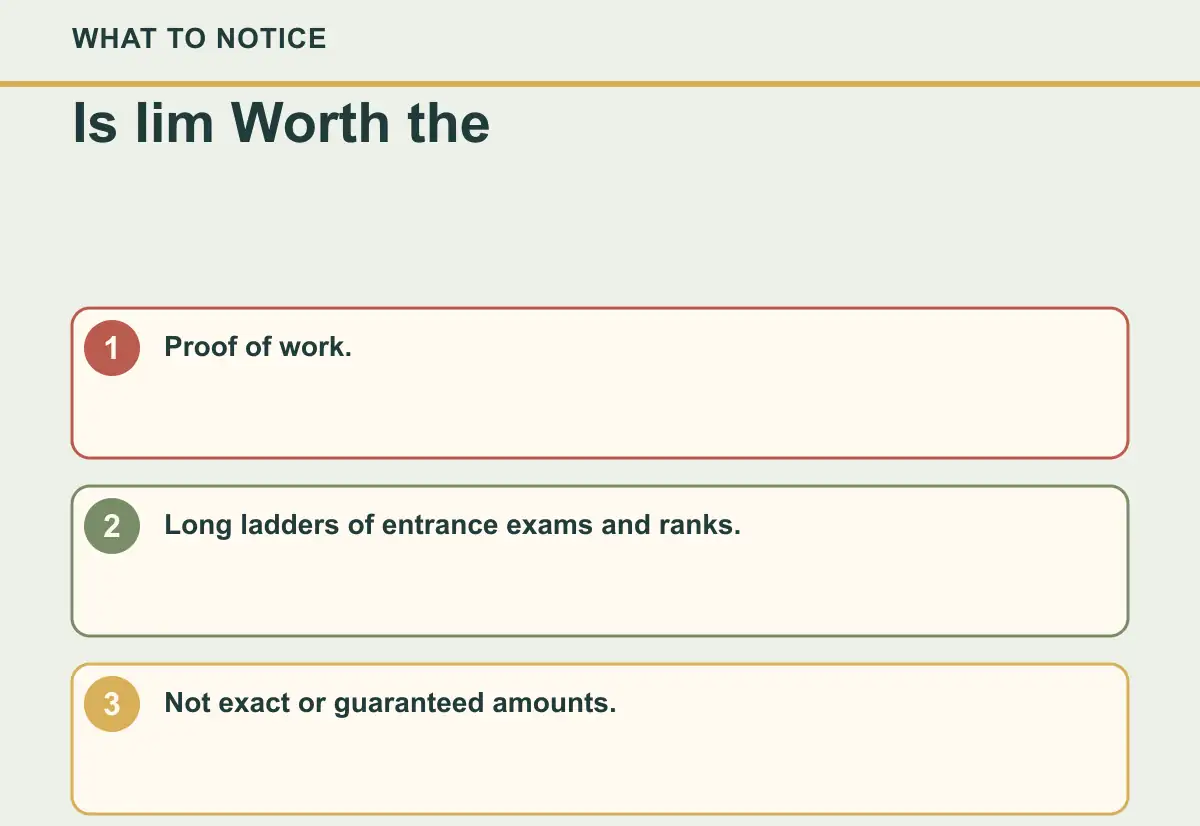 WHAT TO NOTICE
Is Iim Worth the
1 Proof of work.
2 Long ladders of entrance exams and ranks.
3 Not exact or guaranteed amounts.